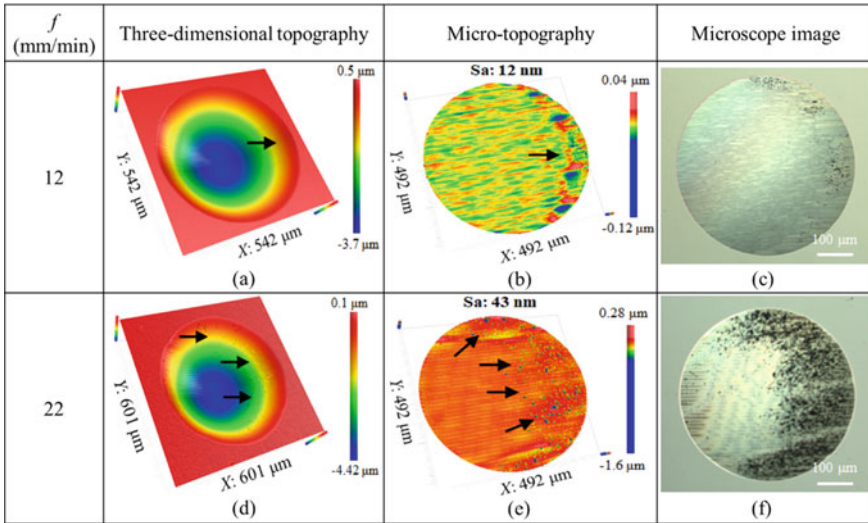 f
(mm/min)
Three-dimensional topography
Micro-topography
Microscope image
12
0.5 μm
Y: 542 μm
X: 542 μm
-3.7 μm
(a)
Sa: 12 nm
0.04 μm
Y: 492 μm
X: 492 μm
-0.12 μm
(b)
100 μm
(c)
22
0.1 μm
Y: 601 μm
X: 601 μm
-4.42 μm
(d)
Sa: 43 nm
0.28 μm
Y: 492 μm
X: 492 μm
-1.6 μm
(e)
100 μm
(f)